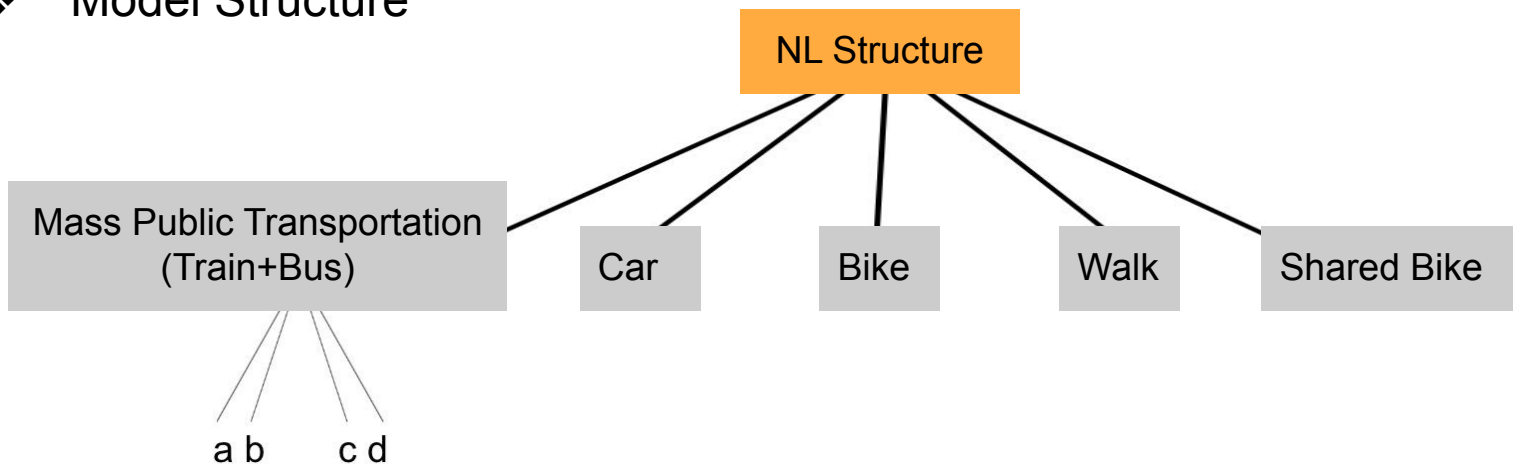 Model Structure
NL Structure
Mass Public Transportation
(Train+Bus)
Car
Bike
Walk
Shared Bike
a b c d